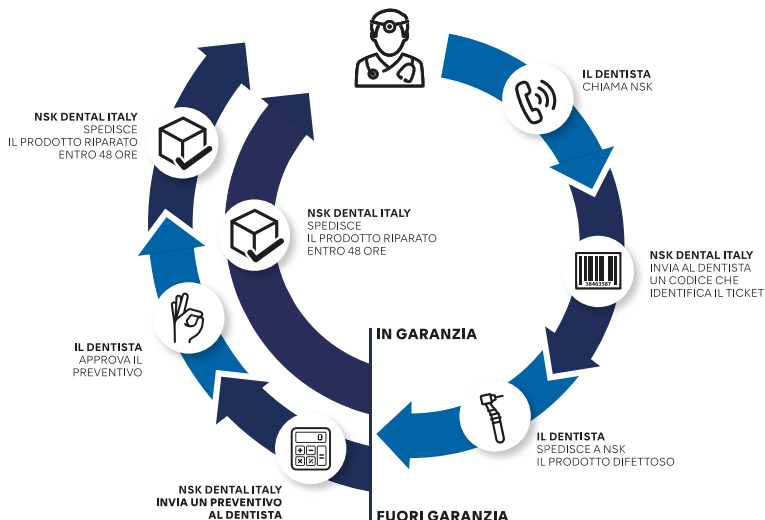 IL DENTISTA
CHIAMA NSK
NSK DENTAL ITALY
INVIA AL DENTISTA
UN CODICE CHE
IDENTIFICA IL TICKET
38463587
IL DENTISTA
SPEDISCE A NSK
IL PRODOTTO DIFETTOSO
IN GARANZIA
NSK DENTAL ITALY
SPEDISCE
IL PRODOTTO RIPARATO
ENTRO 48 ORE
FUORI GARANZIA
0
NSK DENTAL ITALY
INVIA UN PREVENTIVO
AL DENTISTA
IL DENTISTA
APPROVA IL
PREVENTIVO
NSK DENTAL ITALY
SPEDISCE
IL PRODOTTO RIPARATO
ENTRO 48 ORE